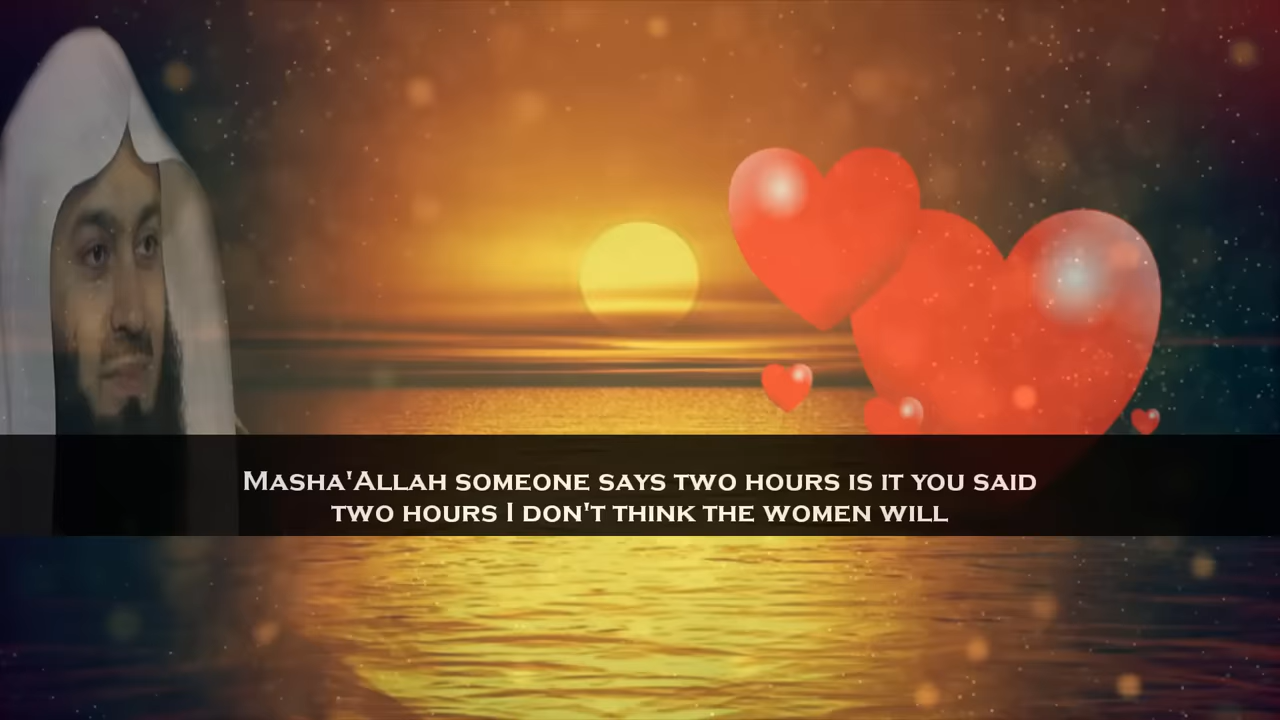 Masha'Allah someone says two hours is it you said
two hours I don't think the women will